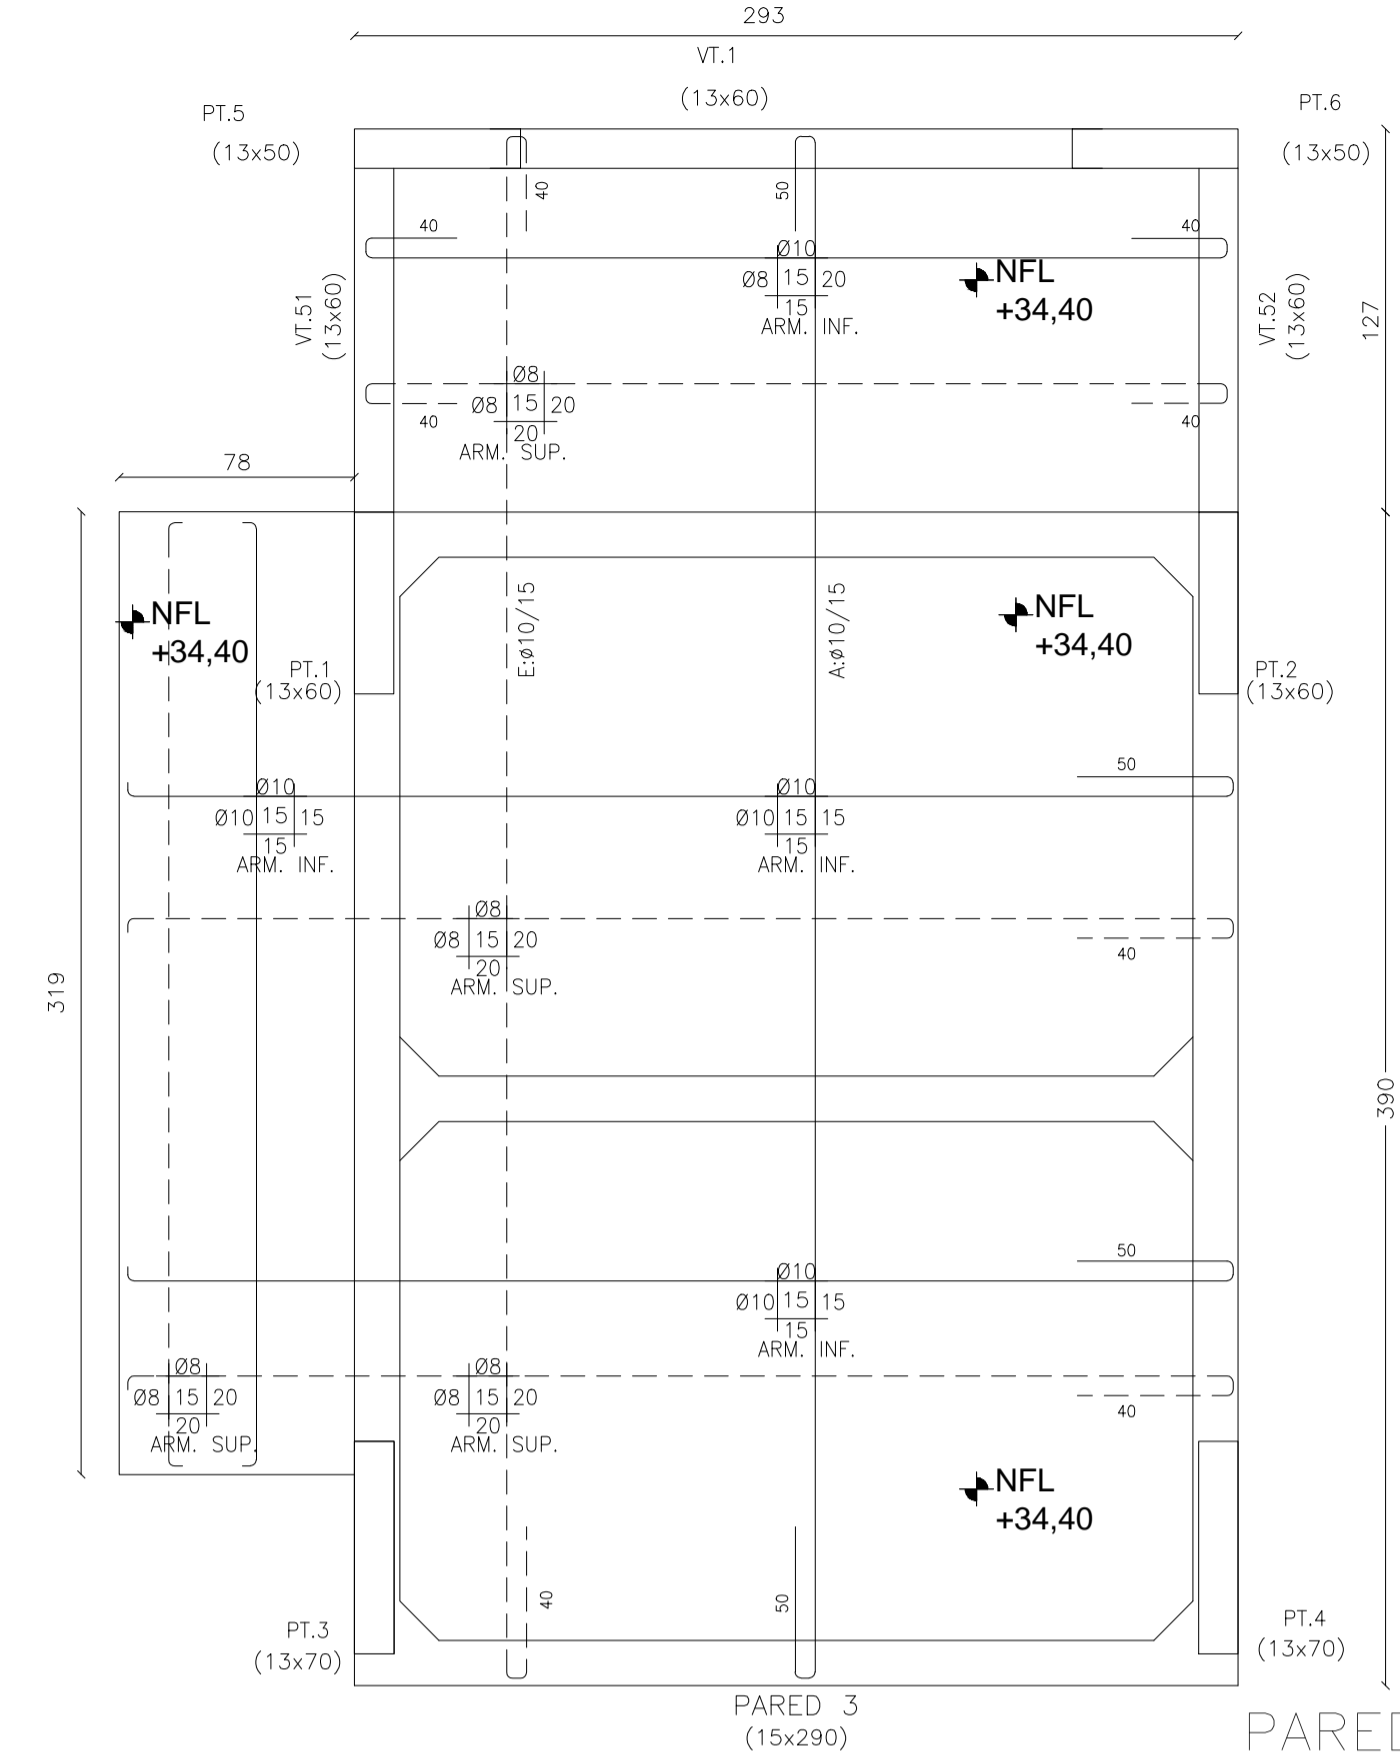 293
VT.1
(13x60)
PT.5
(13x50)
PT.6
(13x50)
40
50
40
40
Ø10
Ø8 15 20
15
ARM. INF.
NFL
+34,40
VT.51
(13x60)
VT.52
(13x60)
127
Ø8
Ø8 15 20
20
ARM. SUP.
40
40
78
NFL
+34,40
E:ø10/15
A:ø10/15
NFL
+34,40
PT.1
(13x60)
PT.2
(13x60)
50
Ø10
Ø10 15 15
15
ARM. INF.
Ø10
Ø10 15 15
15
ARM. INF.
Ø8
Ø8 15 20
20
ARM. SUP.
40
319
390
50
Ø10
Ø10 15 15
15
ARM. INF.
Ø8
Ø8 15 20
20
ARM. SUP.
Ø8
Ø8 15 20
20
ARM. SUP.
40
NFL
+34,40
40
50
PT.3
(13x70)
PT.4
(13x70)
PARED 3
(15x290)
PARED